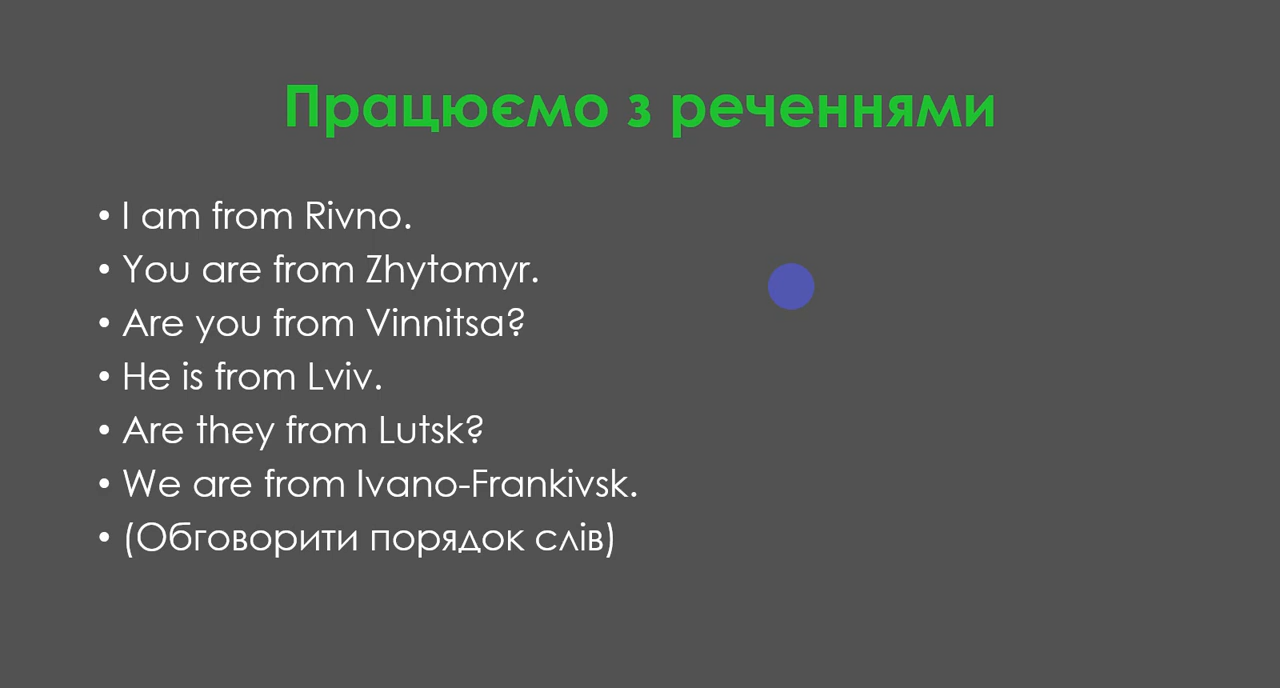 Працюємо з реченнями
• I am from Rivno.
• You are from Zhytomyr.
• Are you from Vinnitsa?
• He is from Lviv.
• Are they from Lutsk?
• We are from Ivano-Frankivsk.
• (Обговорити порядок слів)